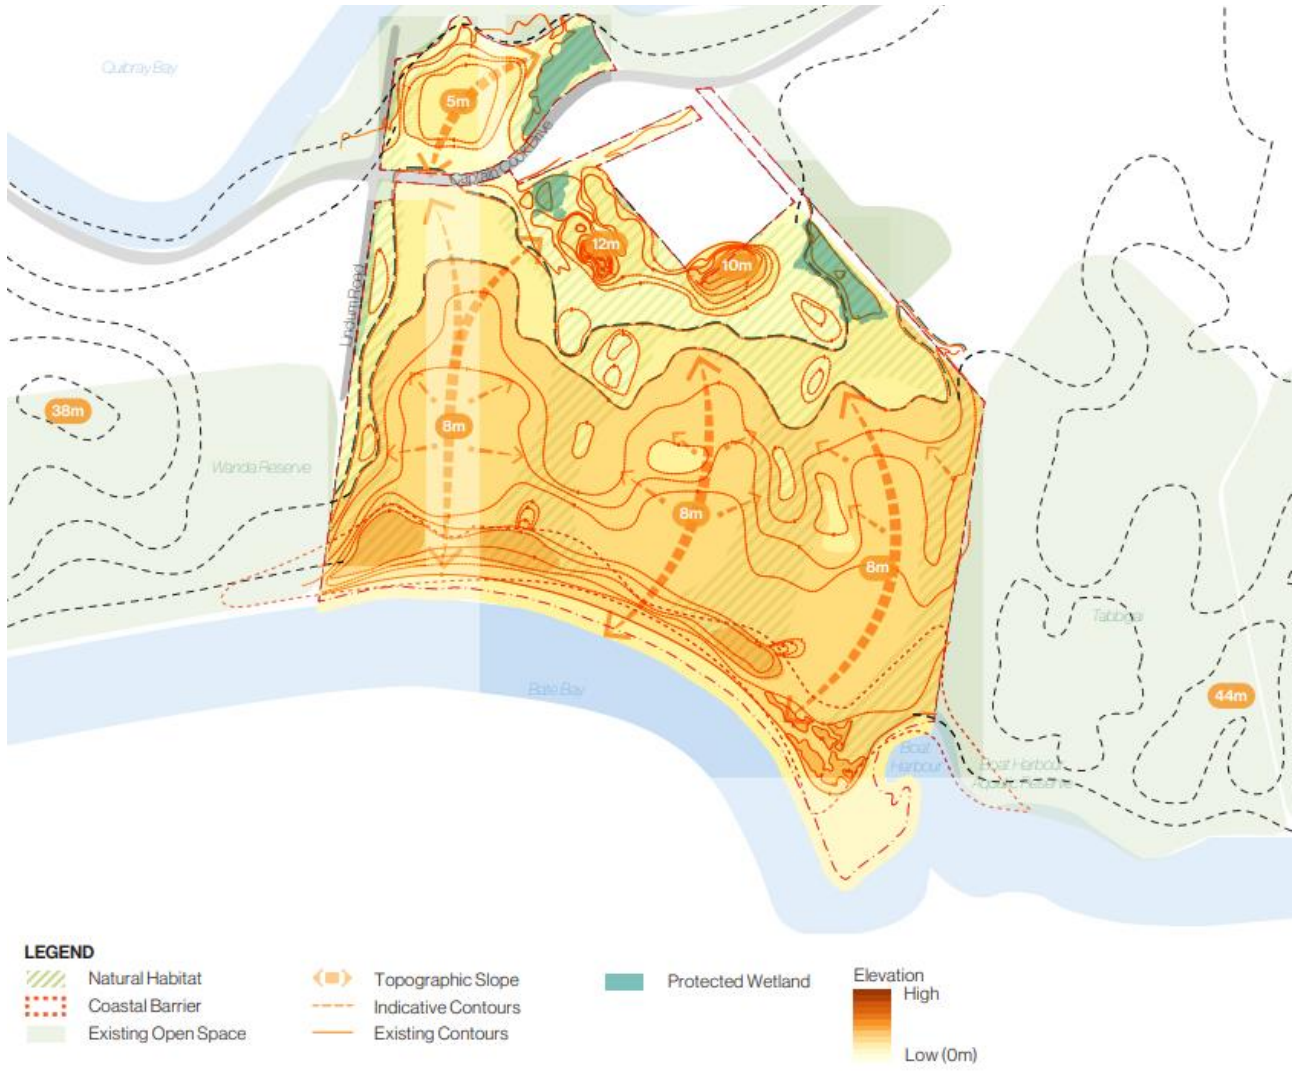 Quibray Bay
5m
Captain Cook Drive
12m
10m
Lindum Road
38m
8m
Wanda Reserve
8m
8m
Tabbigai
44m
Bate Bay
Boat
Harbour
Boat Harbour
Aquatic Reserve
LEGEND
Natural Habitat
Coastal Barrier
Existing Open Space
Topographic Slope
Indicative Contours
Existing Contours
Protected Wetland
Elevation
High
Low (0m)